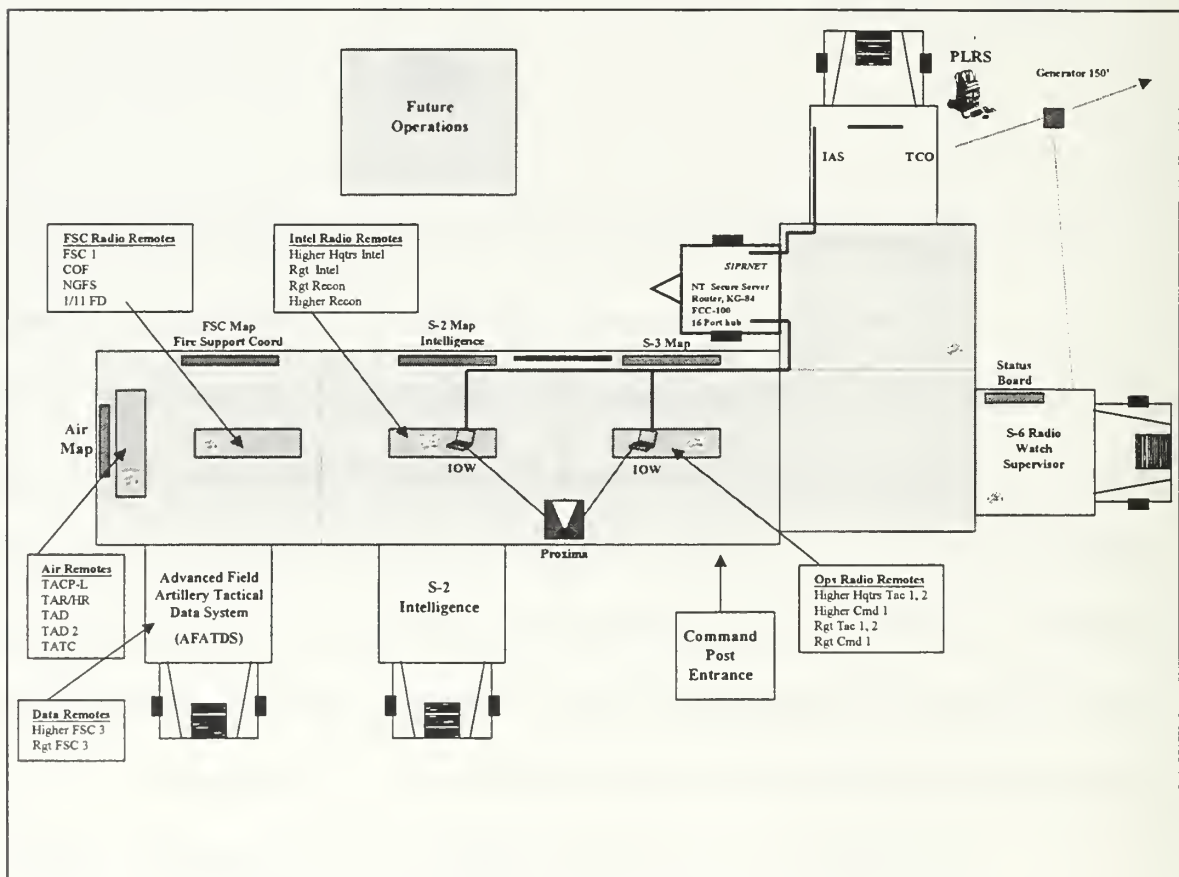 PLRS
Generator 150'
Future
Operations
IAS TCO
FSC Radio Remotes
FSC 1
COF
NGFS
1/11 FD
Intel Radio Remotes
Higher Hqtrs Intel
Rgt Intel
Rgt Recon
Higher Recon
SIPRNET
NT Secure Server
Router, KG-84
FCC-100
16 Port hub
FSC Map
Fire Support Coord
S-2 Map
Intelligence
S-3 Map
Status
Board
Air
Map
S-6 Radio
Watch
Supervisor
IOW
IOW
Proxima
Air Remotes
TACP-L
TAR/HR
TAD
TAD 2
TATC
Advanced Field
Artillery Tactical
Data System
(AFATDS)
S-2
Intelligence
Ops Radio Remotes
Higher Hqtrs Tac 1, 2
Higher Cmd 1
Rgt Tac 1, 2
Rgt Cmd 1
Command
Post
Entrance
Data Remotes
Higher FSC 3
Rgt FSC 3